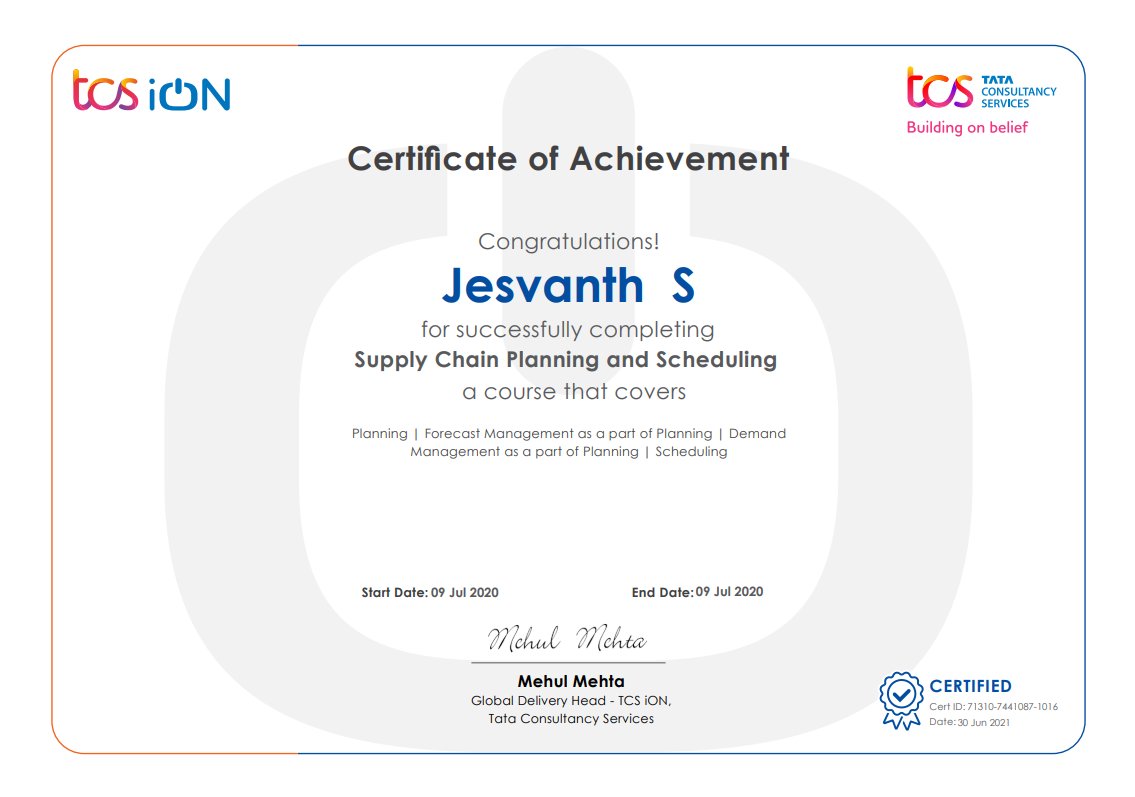 tcs iON
tcs TATA
CONSULTANCY
SERVICES
Building on belief
Certificate of Achievement
Congratulations!
Jesvanth S
for successfully completing
Supply Chain Planning and Scheduling
a course that covers
Planning | Forecast Management as a part of Planning | Demand
Management as a part of Planning | Scheduling
Start Date: 09 Jul 2020 End Date: 09 Jul 2020
Mehul Mehta
Mehul Mehta
Global Delivery Head - TCS iON,
Tata Consultancy Services
CERTIFIED
Cert ID: 71310-7441087-1016
Date: 30 Jun 2021